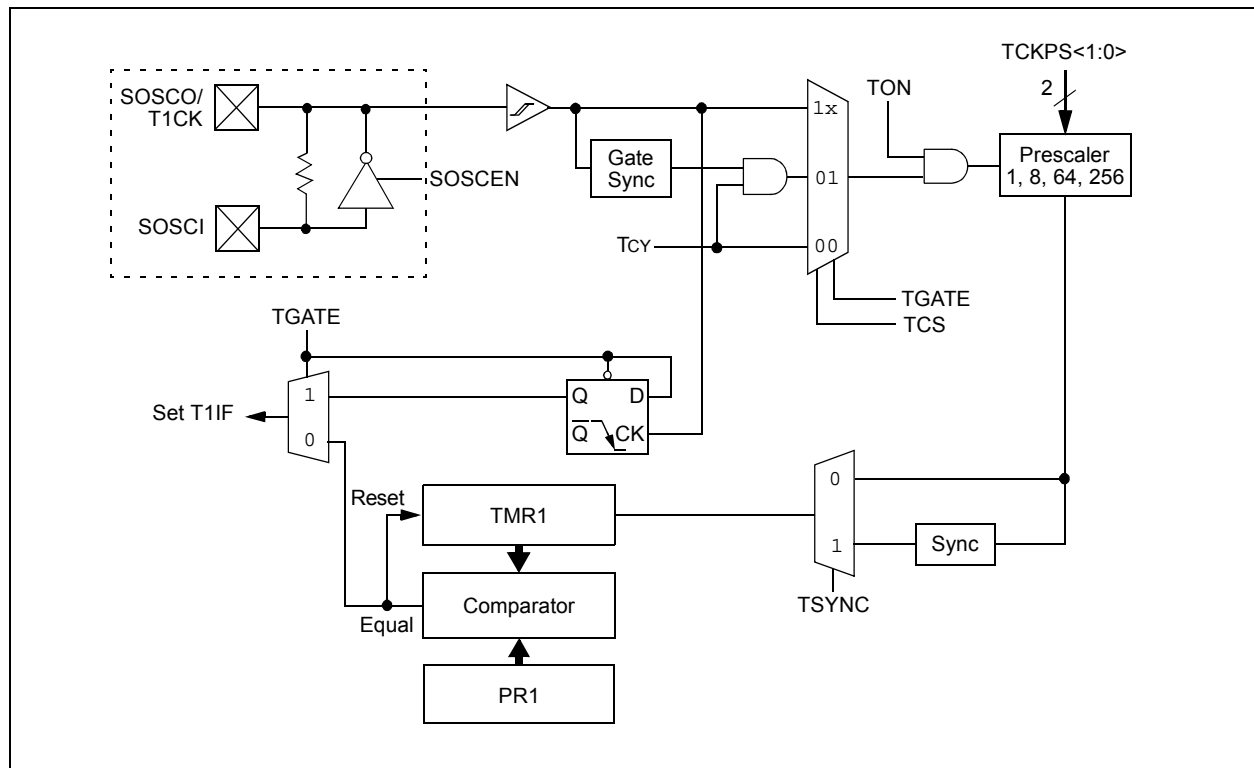 TCKPS<1:0>
2
SOSCO/
T1CK
TON
1x
Gate
Sync
Prescaler
1, 8, 64, 256
SOSCEN
01
SOSCI
TCY
00
TGATE
TCS
TGATE
1
Q
D
Set T1IF
Q
CK
0
Reset
TMR1
0
1
Sync
Comparator
TSYNC
Equal
PR1